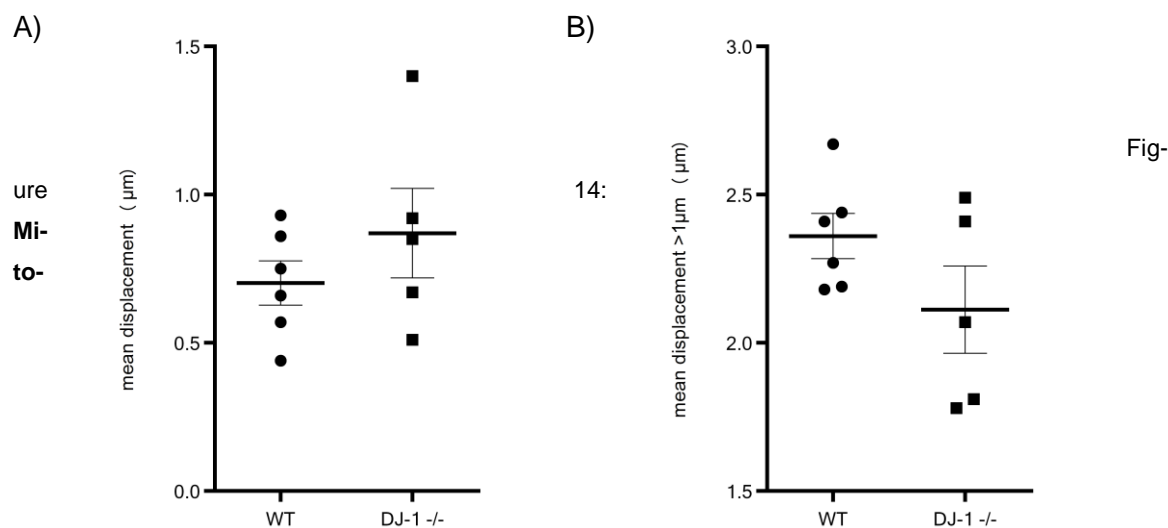 A)
B)
1.5
1.0
0.5
0.0
mean displacement ( μm)
WT
DJ-1 -/-
3.0
2.5
2.0
1.5
mean displacement >1μm ( μm)
WT
DJ-1 -/-
Fig-
ure
14:
Mi-
to-